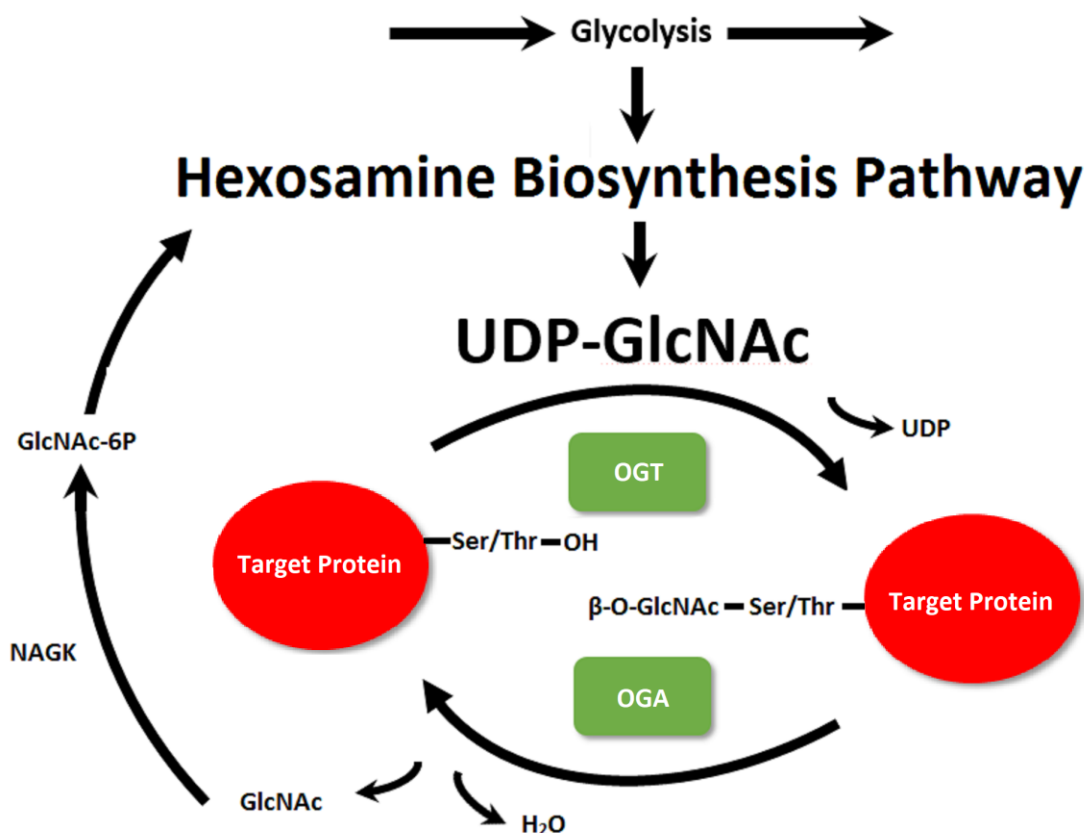 Glycolysis
Hexosamine Biosynthesis Pathway
UDP-GlcNAc
UDP
GlcNAc-6P
OGT
Target Protein
Ser/Thr
OH
β-O-GlcNAc
Ser/Thr
Target Protein
NAGK
OGA
GlcNAc
H₂O